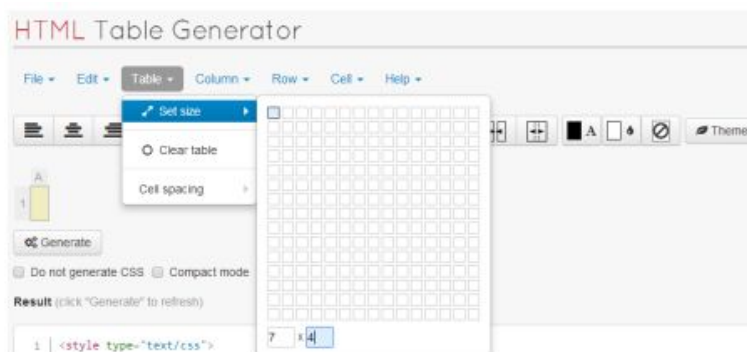 HTML Table Generator
File Edit Table Column Row Cell Help
Set size
A Theme
Clear table
A
Cell spacing
1
Generate
Do not generate CSS Compact mode
Result (click "Generate" to refresh)
7 x 4
1 <style type="text/css">